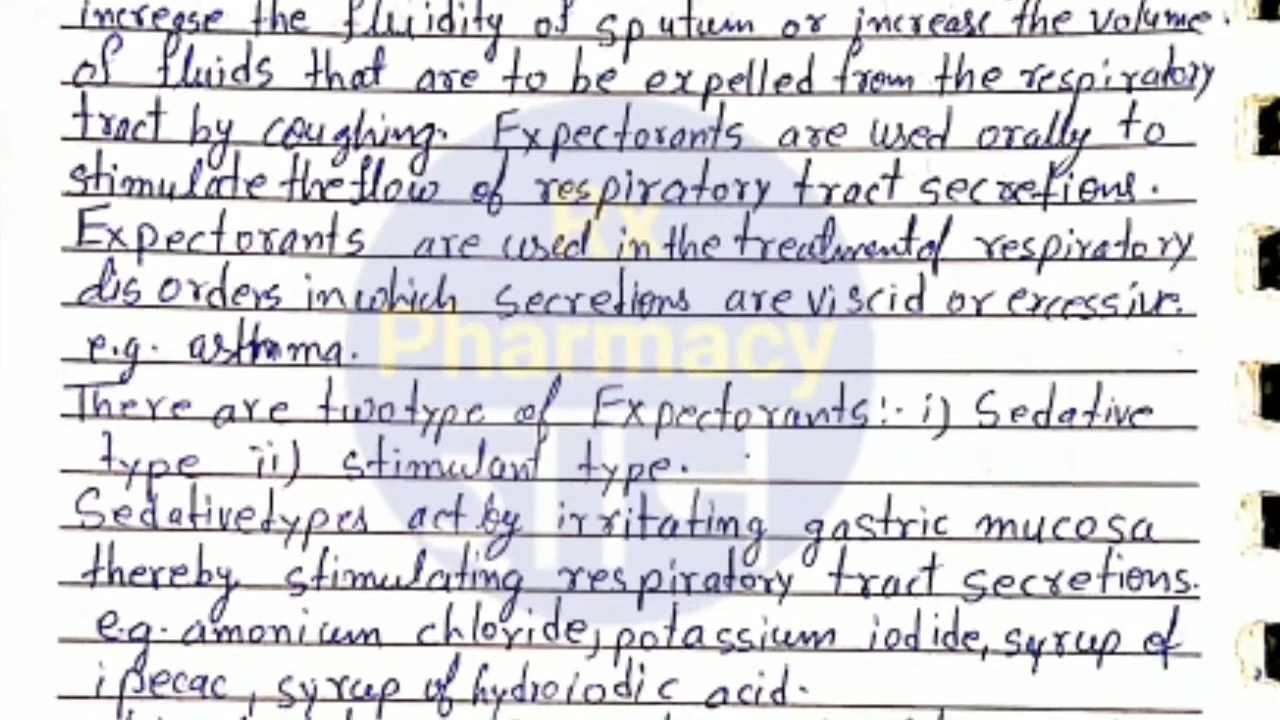 increase the fluidity of sputum or increase the volume.
of fluids that are to be expelled from the respiratory
tract by coughing. Expectorants are used orally to
stimulate the flow of respiratory tract secretions.
Expectorants are used in the treatment of respiratory
disorders in which secretions are viscid or excessive.
e.g. asthma.
There are two type of Expectorants:- i) Sedative
type ii) stimulant type.
Sedative types act by irritating gastric mucosa
thereby stimulating respiratory tract secretions.
e.g. amonium chloride, potassium iodide, syrup of
ipecac, syrup of hydroiodic acid.
Rx
Pharmacy